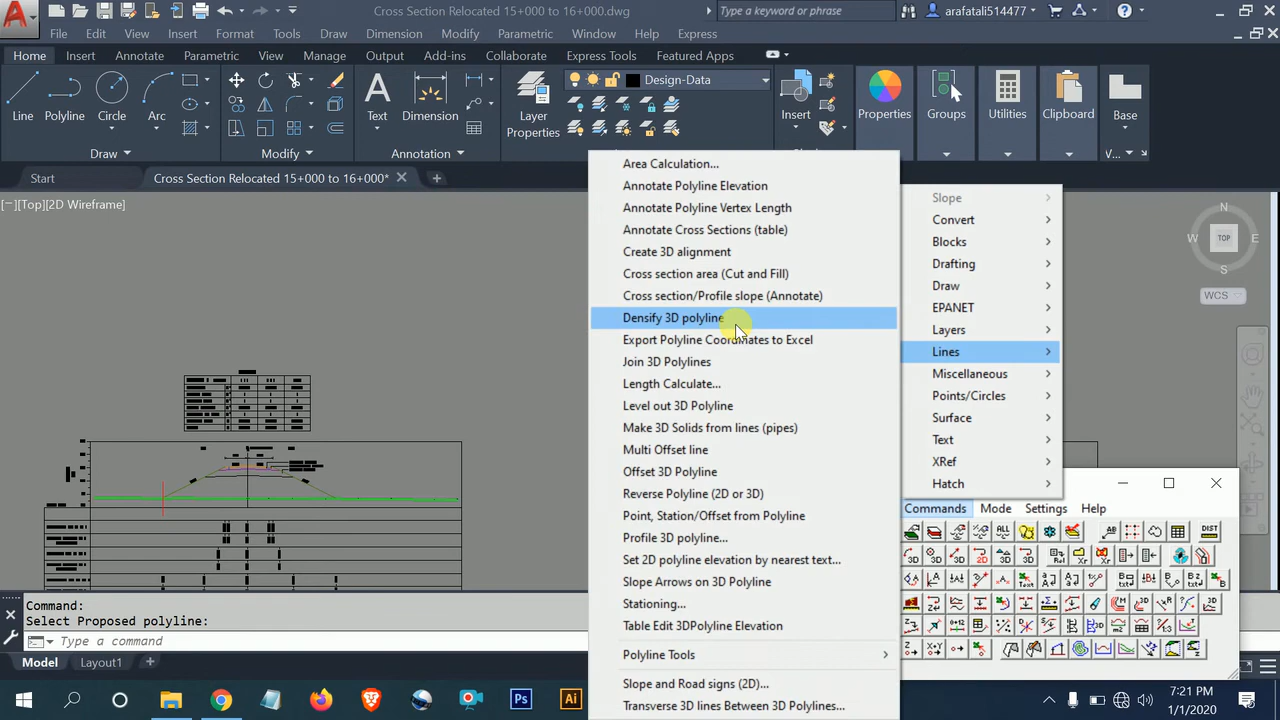 Cross Section Relocated 15+000 to 16+000.dwg
Type a keyword or phrase
arafatali514477
File Edit View Insert Format Tools Draw Dimension Modify Parametric Window Help Express
Home Insert Annotate Parametric View Manage Output Add-ins Collaborate Express Tools Featured Apps
Line Polyline Circle Arc Text Dimension Layer Properties Design-Data Insert Properties Groups Utilities Clipboard Base
Draw Modify Annotation V...
Start Cross Section Relocated 15+000 to 16+000*
[−][Top][2D Wireframe]
N
W TOP E
S
WCS
Area Calculation...
Annotate Polyline Elevation
Annotate Polyline Vertex Length
Annotate Cross Sections (table)
Create 3D alignment
Cross section area (Cut and Fill)
Cross section/Profile slope (Annotate)
Densify 3D polyline
Export Polyline Coordinates to Excel
Join 3D Polylines
Length Calculate...
Level out 3D Polyline
Make 3D Solids from lines (pipes)
Multi Offset line
Offset 3D Polyline
Reverse Polyline (2D or 3D)
Point, Station/Offset from Polyline
Profile 3D polyline...
Set 2D polyline elevation by nearest text...
Slope Arrows on 3D Polyline
Stationing...
Table Edit 3DPolyline Elevation
Polyline Tools
Slope and Road signs (2D)...
Transverse 3D lines Between 3D Polylines...
Slope
Convert
Blocks
Drafting
Draw
EPANET
Layers
Lines
Miscellaneous
Points/Circles
Surface
Text
XRef
Hatch
Commands Mode Settings Help
Command:
Select Proposed polyline:
Type a command
Model Layout1
7:21 PM
1/1/2020